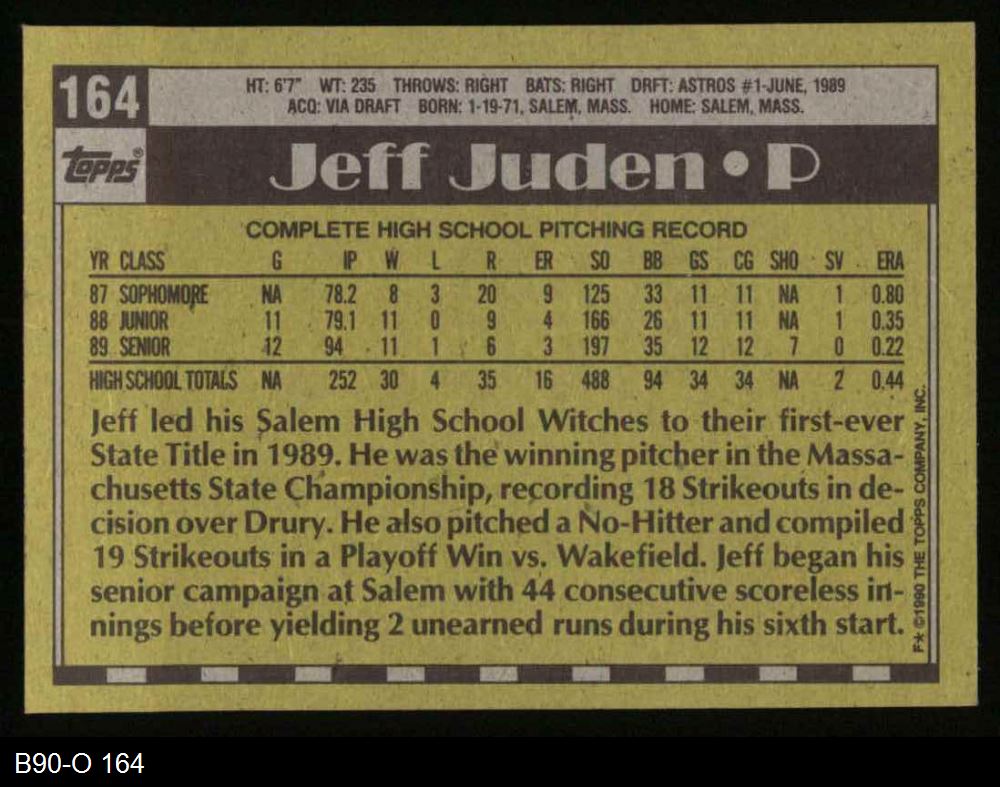 164
HT: 6'7" WT: 235 THROWS: RIGHT BATS: RIGHT DRFT: ASTROS #1-JUNE, 1989
ACQ: VIA DRAFT BORN: 1-19-71, SALEM, MASS. HOME: SALEM, MASS.
Topps®
Jeff Juden • P
COMPLETE HIGH SCHOOL PITCHING RECORD
YR CLASS G IP W L R ER SO BB GS CG SHO SV ERA
87 SOPHOMORE NA 78.2 8 3 20 9 125 33 11 11 NA 1 0.80
88 JUNIOR 11 79.1 11 0 9 4 166 26 11 11 NA 1 0.35
89 SENIOR 12 94 11 1 6 3 197 35 12 12 7 0 0.22
HIGH SCHOOL TOTALS NA 252 30 4 35 16 488 94 34 34 NA 2 0.44
Jeff led his Salem High School Witches to their first-ever
State Title in 1989. He was the winning pitcher in the Massa-
chusetts State Championship, recording 18 Strikeouts in de-
cision over Drury. He also pitched a No-Hitter and compiled
19 Strikeouts in a Playoff Win vs. Wakefield. Jeff began his
senior campaign at Salem with 44 consecutive scoreless in-
nings before yielding 2 unearned runs during his sixth start.
F* ©1990 THE TOPPS COMPANY, INC.
B90-O 164